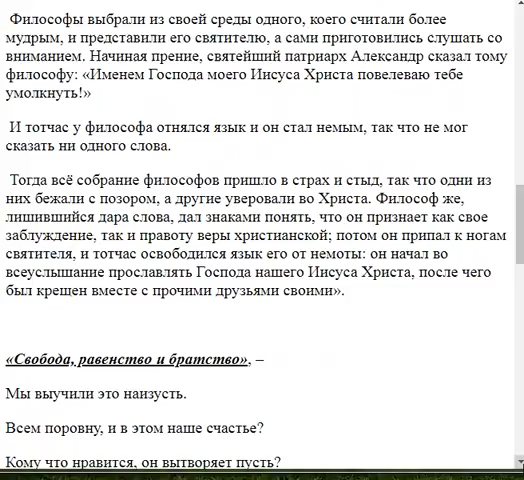 Философы выбрали из своей среды одного, коего считали более
мудрым, и представили его святителю, а сами приготовились слушать со
вниманием. Начиная прение, святейший патриарх Александр сказал тому
философу: «Именем Господа моего Иисуса Христа повелеваю тебе
умолкнуть!»
И тотчас у философа отнялся язык и он стал немым, так что не мог
сказать ни одного слова.
Тогда всё собрание философов пришло в страх и стыд, так что одни из
них бежали с позором, а другие уверовали во Христа. Философ же,
лишившийся дара слова, дал знаками понять, что он признает как свое
заблуждение, так и правоту веры христианской; потом он припал к ногам
святителя, и тотчас освободился язык его от немоты: он начал во
всеуслышание прославлять Господа нашего Иисуса Христа, после чего
был крещен вместе с прочими друзьями своими».
«Свобода, равенство и братство», –
Мы выучили это наизусть.
Всем поровну, и в этом наше счастье?
Кому что нравится, он вытворяет пусть?